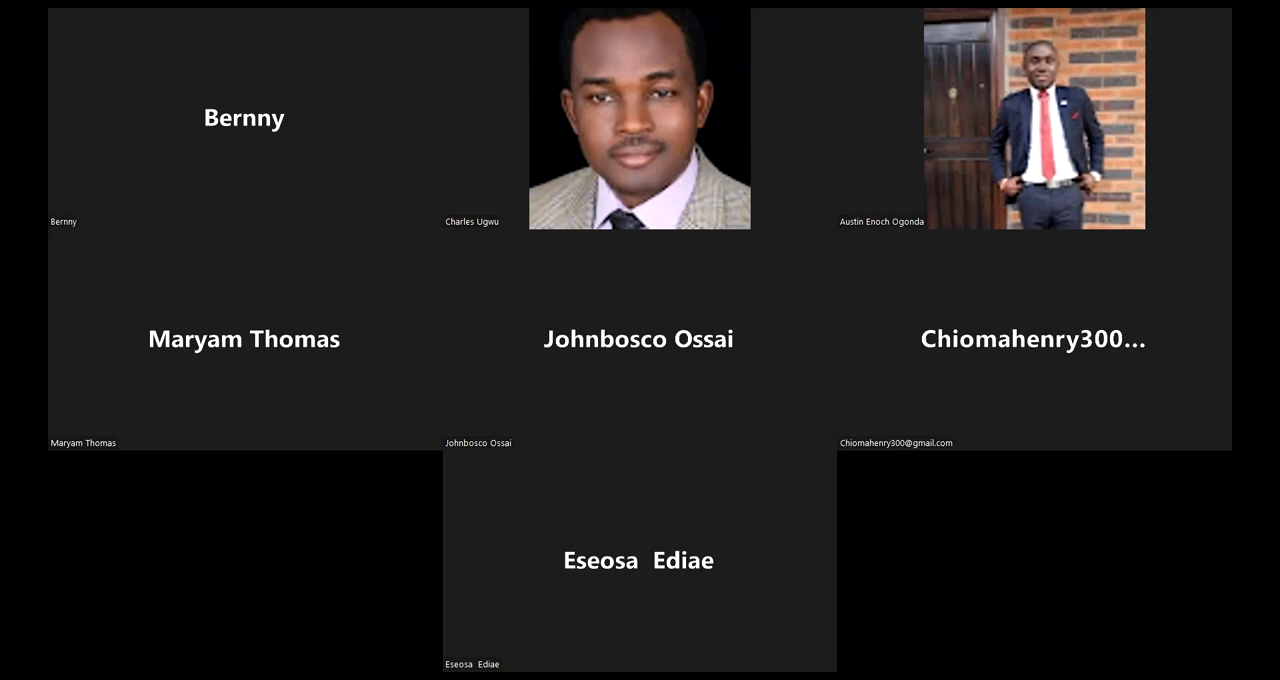 Bernny
Bernny
Charles Ugwu
Austin Enoch Ogonda
Maryam Thomas
Johnbosco Ossai
Chiomahenry300...
Maryam Thomas
Johnbosco Ossai
Chiomahenry300@gmail.com
Eseosa  Ediae
Eseosa  Ediae